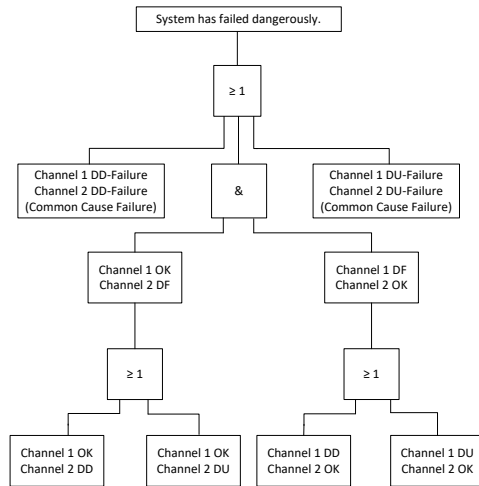 System has failed dangerously.
≥ 1
Channel 1 DD-Failure
Channel 2 DD-Failure
(Common Cause Failure)
&
Channel 1 DU-Failure
Channel 2 DU-Failure
(Common Cause Failure)
Channel 1 OK
Channel 2 DF
Channel 1 DF
Channel 2 OK
≥ 1
≥ 1
Channel 1 OK
Channel 2 DD
Channel 1 OK
Channel 2 DU
Channel 1 DD
Channel 2 OK
Channel 1 DU
Channel 2 OK